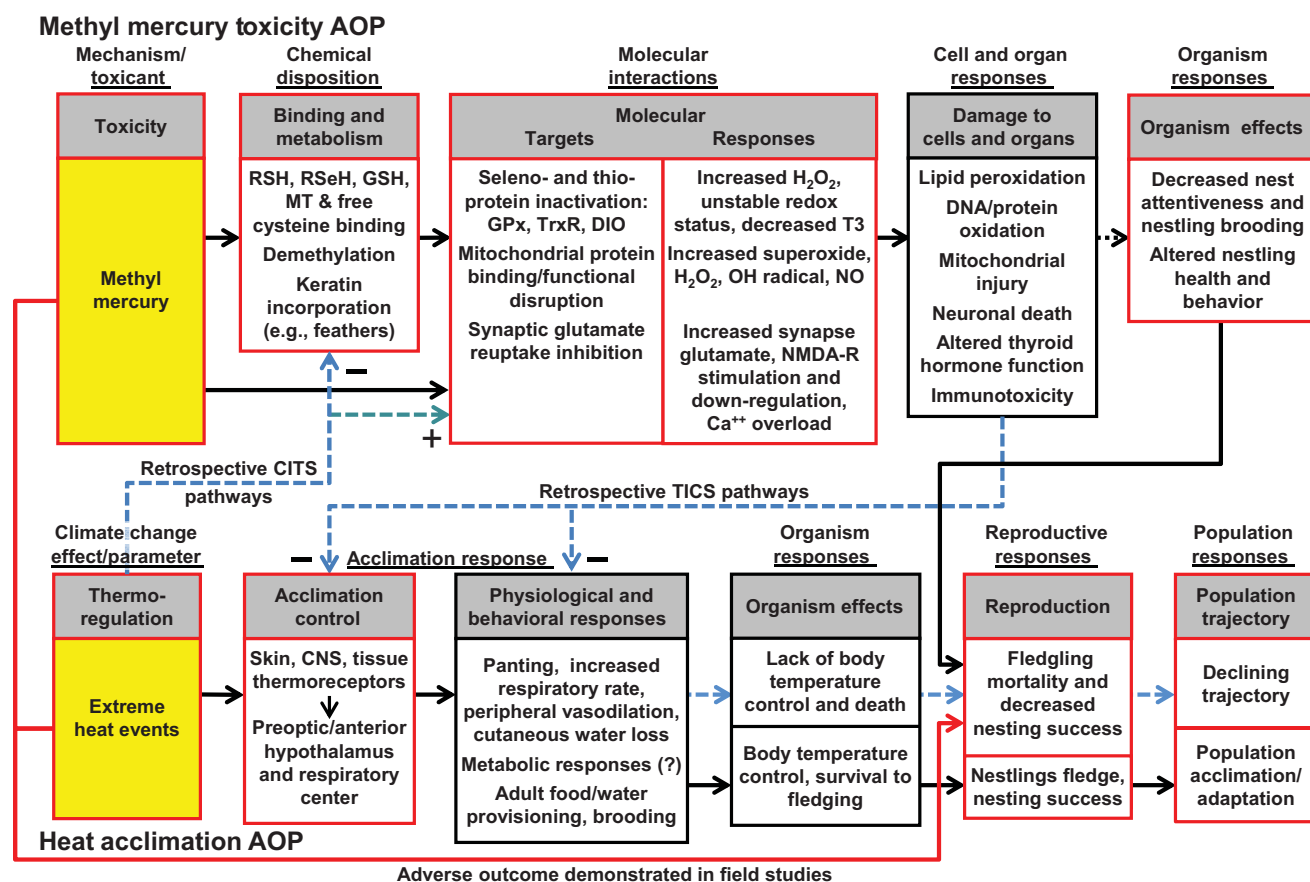 Methyl mercury toxicity AOP
Mechanism/
toxicant
Chemical
disposition
Molecular
interactions
Cell and organ
responses
Organism
responses
Toxicity
Methyl
mercury
Binding and
metabolism
RSH, RSeH, GSH,
MT & free
cysteine binding
Demethylation
Keratin
incorporation
(e.g., feathers)
Molecular
Targets
Responses
Seleno- and thio-
protein inactivation:
GPx, TrxR, DIO
Mitochondrial protein
binding/functional
disruption
Synaptic glutamate
reuptake inhibition
Increased H₂O₂,
unstable redox
status, decreased T3
Increased superoxide,
H₂O₂, OH radical, NO
Increased synapse
glutamate, NMDA-R
stimulation and
down-regulation,
Ca⁺⁺ overload
Damage to
cells and organs
Lipid peroxidation
DNA/protein
oxidation
Mitochondrial
injury
Neuronal death
Altered thyroid
hormone function
Immunotoxicity
Organism effects
Decreased nest
attentiveness and
nestling brooding
Altered nestling
health and
behavior
–
+
Retrospective CITS
pathways
Retrospective TICS pathways
Climate change
effect/parameter
–
Acclimation response
–
Organism
responses
Reproductive
responses
Population
responses
Thermo-
regulation
Extreme
heat events
Acclimation
control
Skin, CNS, tissue
thermoreceptors
Preoptic/anterior
hypothalamus
and respiratory
center
Physiological and
behavioral responses
Panting, increased
respiratory rate,
peripheral vasodilation,
cutaneous water loss
Metabolic responses (?)
Adult food/water
provisioning, brooding
Organism effects
Lack of body
temperature
control and death
Body temperature
control, survival to
fledging
Reproduction
Fledgling
mortality and
decreased
nesting success
Nestlings fledge,
nesting success
Population
trajectory
Declining
trajectory
Population
acclimation/
adaptation
Heat acclimation AOP
Adverse outcome demonstrated in field studies